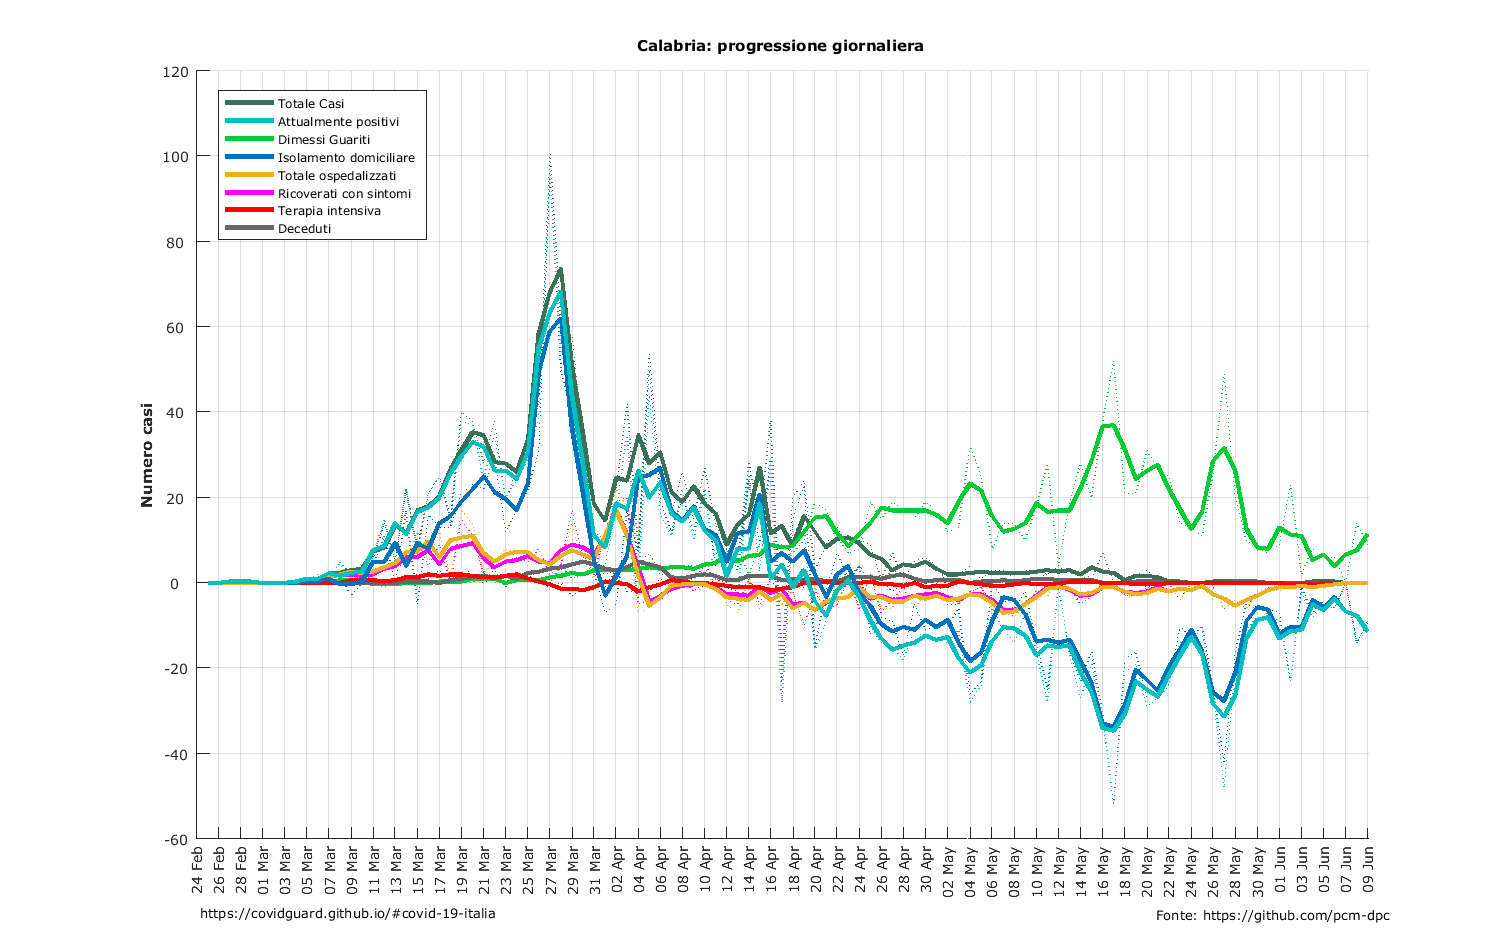 Calabria: progressione giornaliera
Numero casi
120
100
80
60
40
20
0
-20
-40
-60
Totale Casi
Attualmente positivi
Dimessi Guariti
Isolamento domiciliare
Totale ospedalizzati
Ricoverati con sintomi
Terapia intensiva
Deceduti
24 Feb
26 Feb
28 Feb
01 Mar
03 Mar
05 Mar
07 Mar
09 Mar
11 Mar
13 Mar
15 Mar
17 Mar
19 Mar
21 Mar
23 Mar
25 Mar
27 Mar
29 Mar
31 Mar
02 Apr
04 Apr
06 Apr
08 Apr
10 Apr
12 Apr
14 Apr
16 Apr
18 Apr
20 Apr
22 Apr
24 Apr
26 Apr
28 Apr
30 Apr
02 May
04 May
06 May
08 May
10 May
12 May
14 May
16 May
18 May
20 May
22 May
24 May
26 May
28 May
30 May
01 Jun
03 Jun
05 Jun
07 Jun
09 Jun
https://covidguard.github.io/#covid-19-italia
Fonte: https://github.com/pcm-dpc